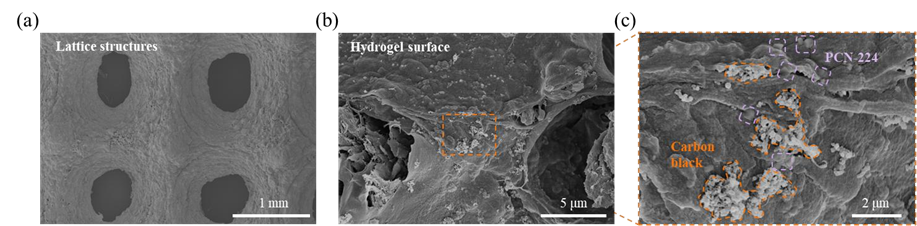 (a)
(b)
(c)
Lattice structures
Hydrogel surface
PCN-224
Carbon
black
1 mm
5 μm
2 μm